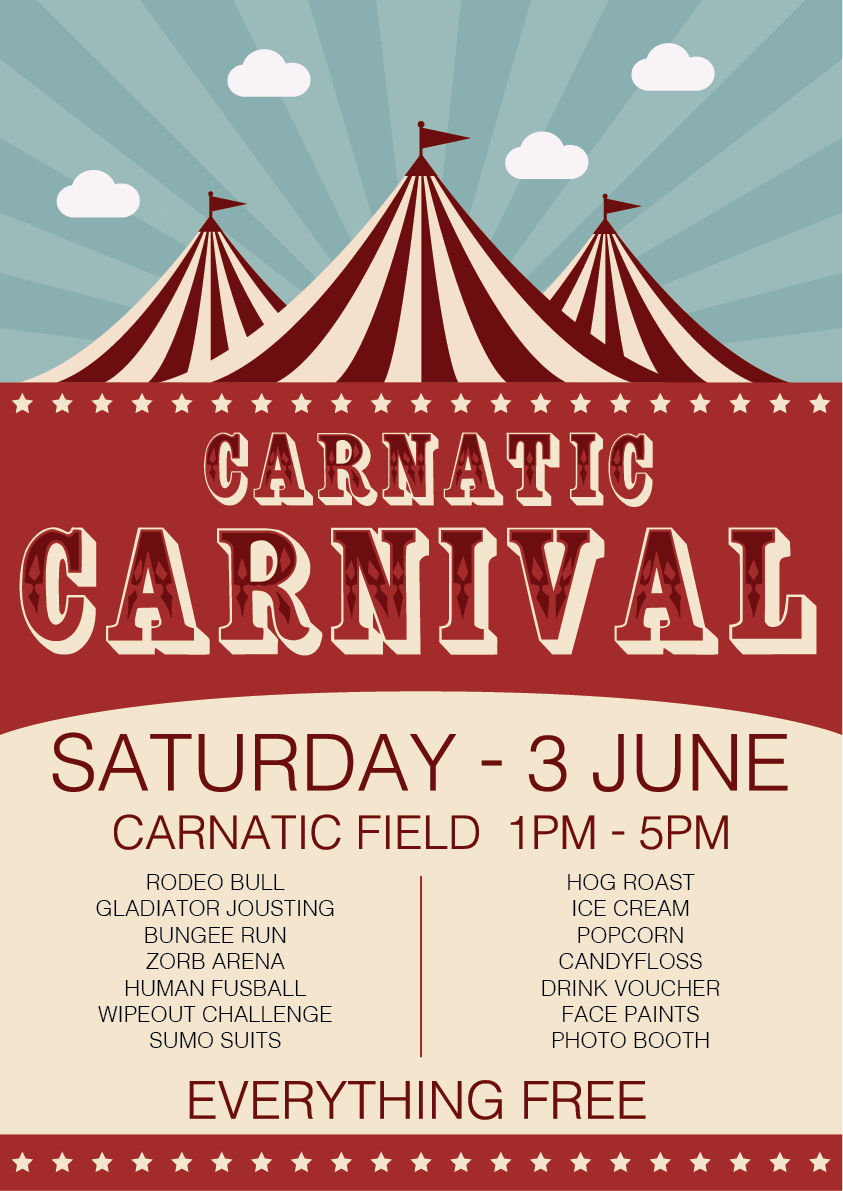 CARNATIC
CARNIVAL
SATURDAY - 3 JUNE
CARNATIC FIELD 1PM - 5PM
RODEO BULL
GLADIATOR JOUSTING
BUNGEE RUN
ZORB ARENA
HUMAN FUSBALL
WIPEOUT CHALLENGE
SUMO SUITS
HOG ROAST
ICE CREAM
POPCORN
CANDYFLOSS
DRINK VOUCHER
FACE PAINTS
PHOTO BOOTH
EVERYTHING FREE